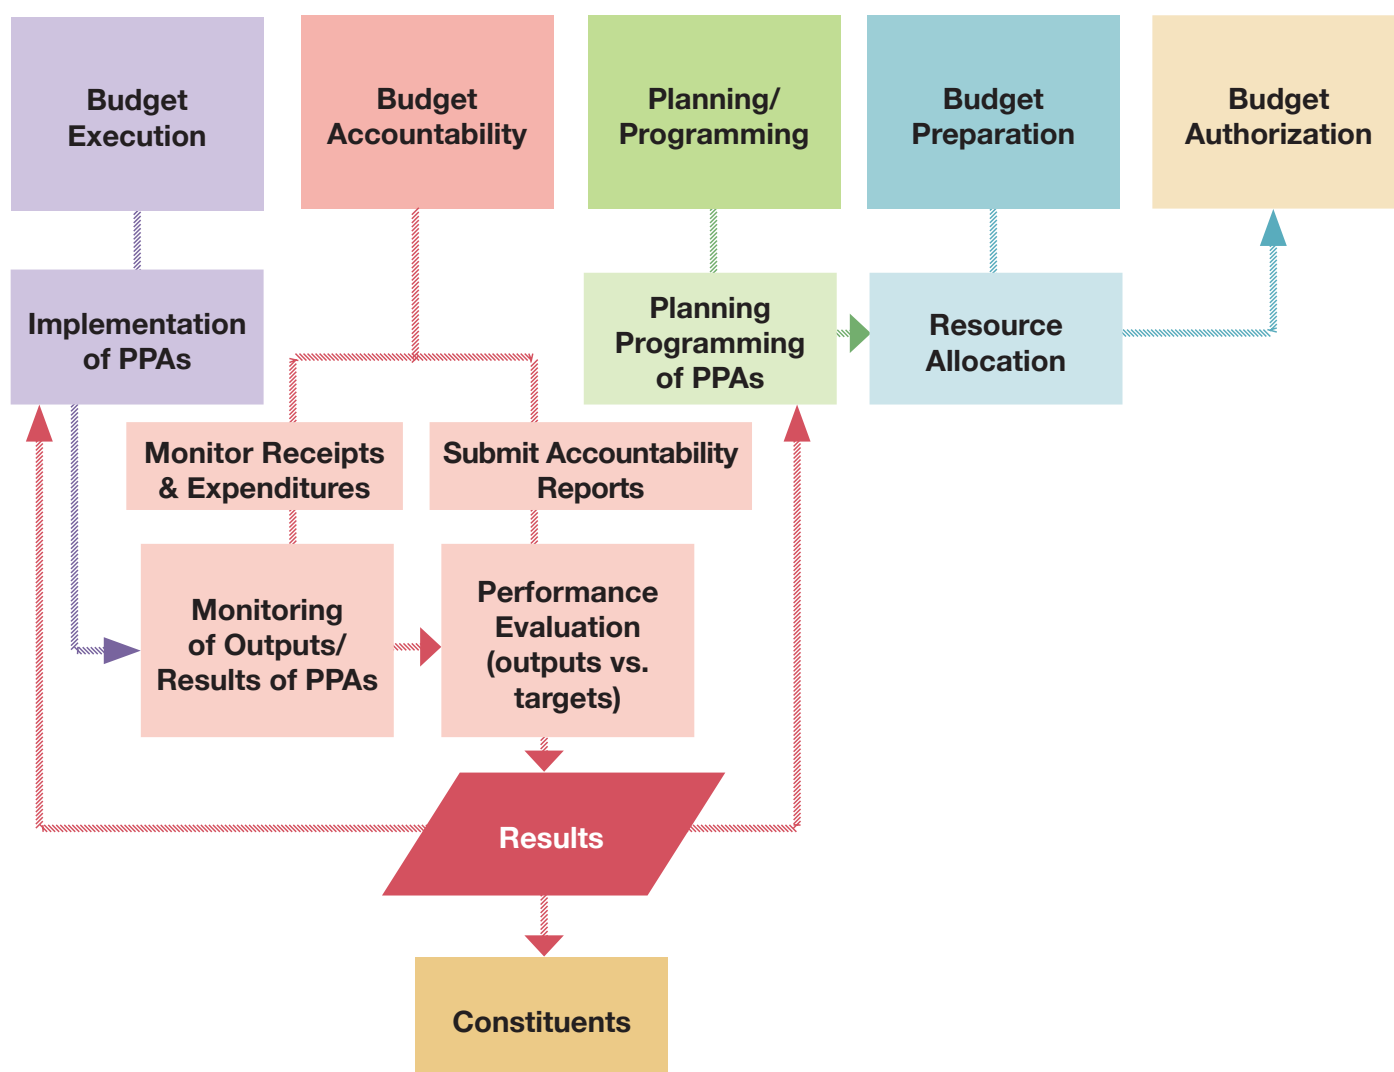 Budget
Execution
Budget
Accountability
Planning/
Programming
Budget
Preparation
Budget
Authorization
Implementation
of PPAs
Planning
Programming
of PPAs
Resource
Allocation
Monitor Receipts
& Expenditures
Submit Accountability
Reports
Monitoring
of Outputs/
Results of PPAs
Performance
Evaluation
(outputs vs.
targets)
Results
Constituents